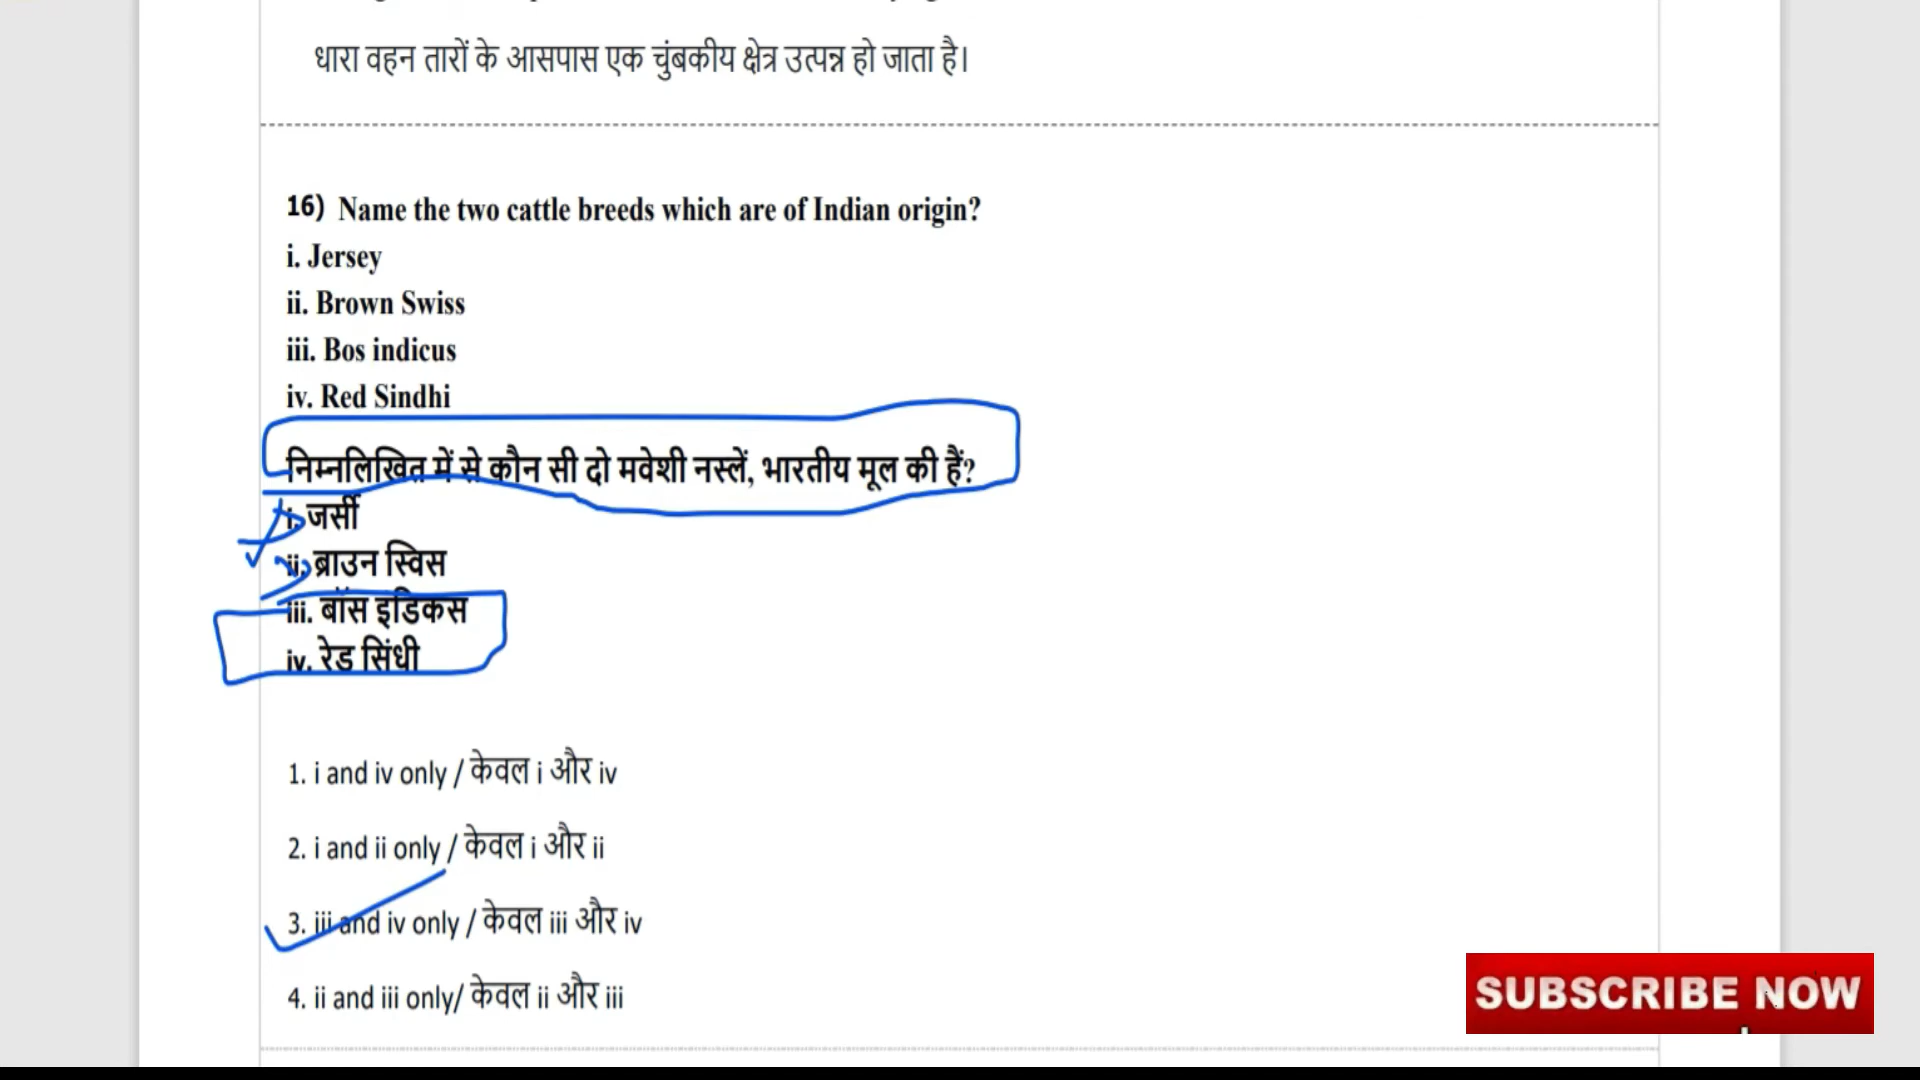 धारा वहन तारों के आसपास एक चुंबकीय क्षेत्र उत्पन्न हो जाता है।
16) Name the two cattle breeds which are of Indian origin?
i. Jersey
ii. Brown Swiss
iii. Bos indicus
iv. Red Sindhi
निम्नलिखित में से कौन सी दो मवेशी नस्लें, भारतीय मूल की हैं?
i. जर्सी
ii. ब्राउन स्विस
iii. बॉस इंडिकस
iv. रेड सिंधी
1. i and iv only / केवल i और iv
2. i and ii only / केवल i और ii
3. iii and iv only / केवल iii और iv
4. ii and iii only/ केवल ii और iii
SUBSCRIBE NOW